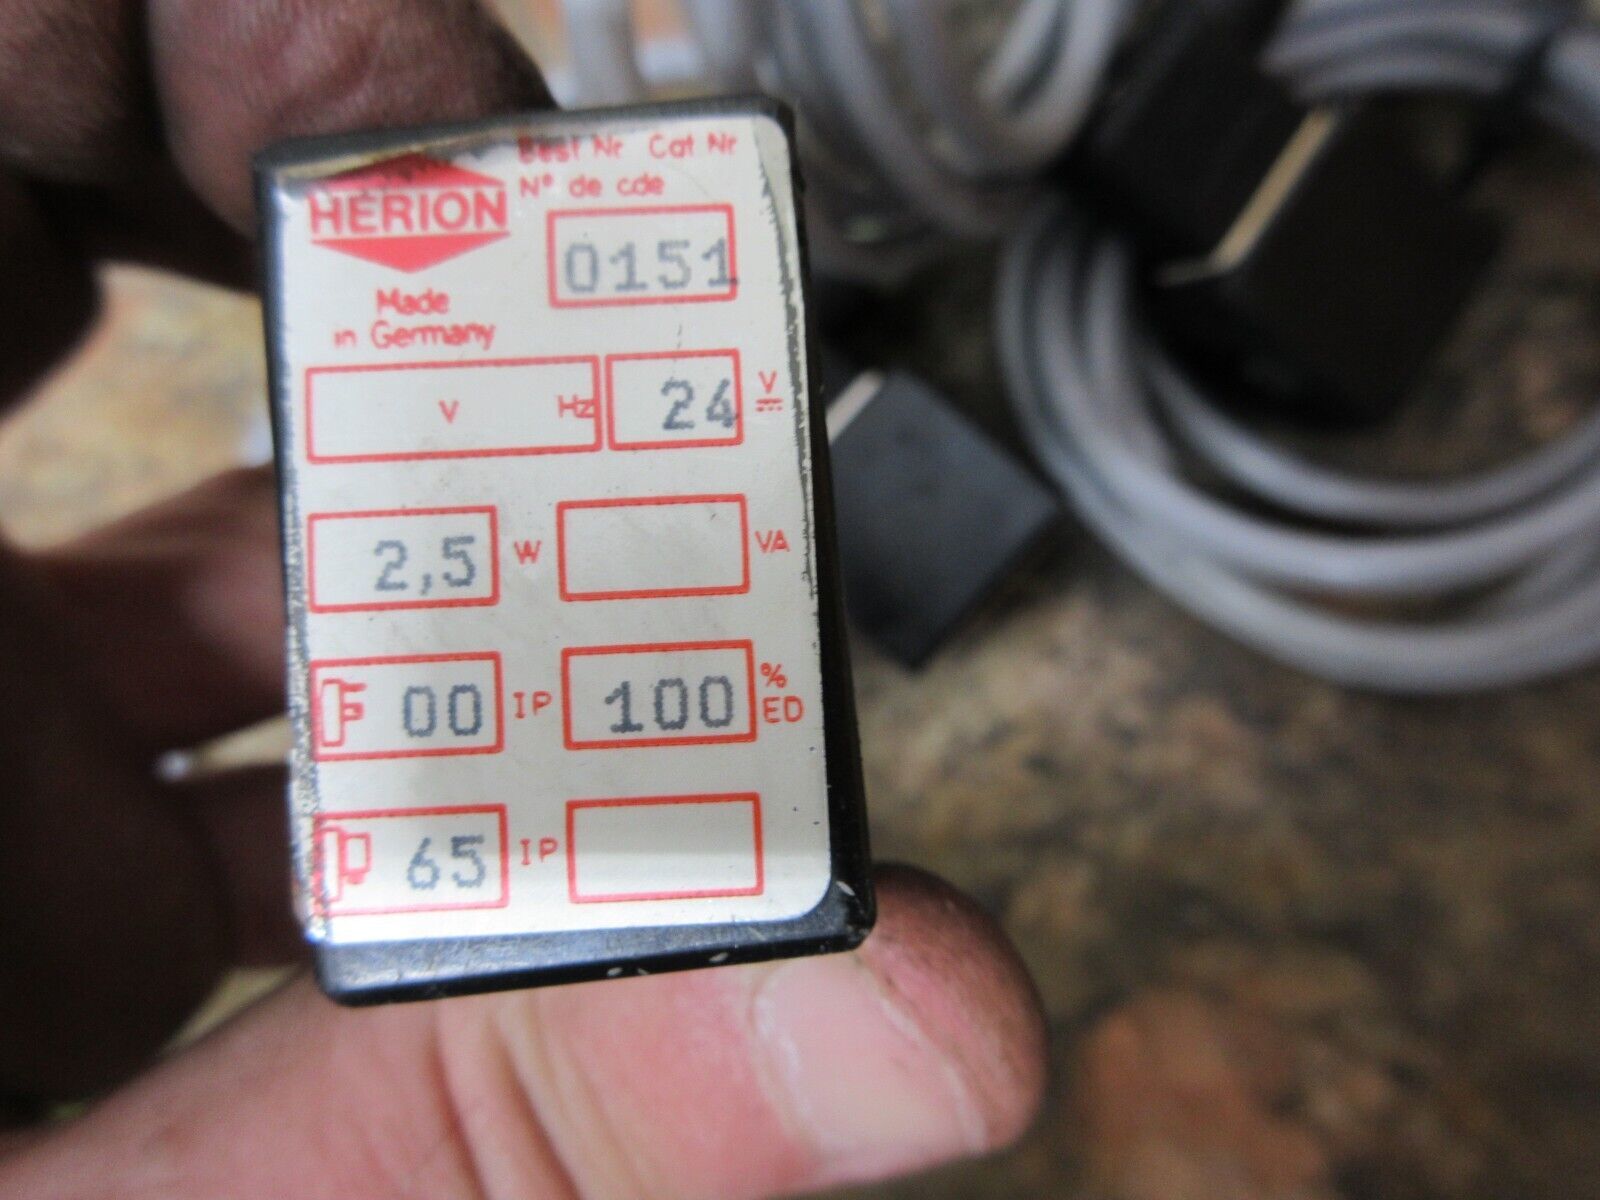 HERION
Best Nr Cat Nr
N° de cde
0151
Made
in Germany
V Hz 24 V
2,5 W VA
F 00 IP 100 % ED
D 65 IP